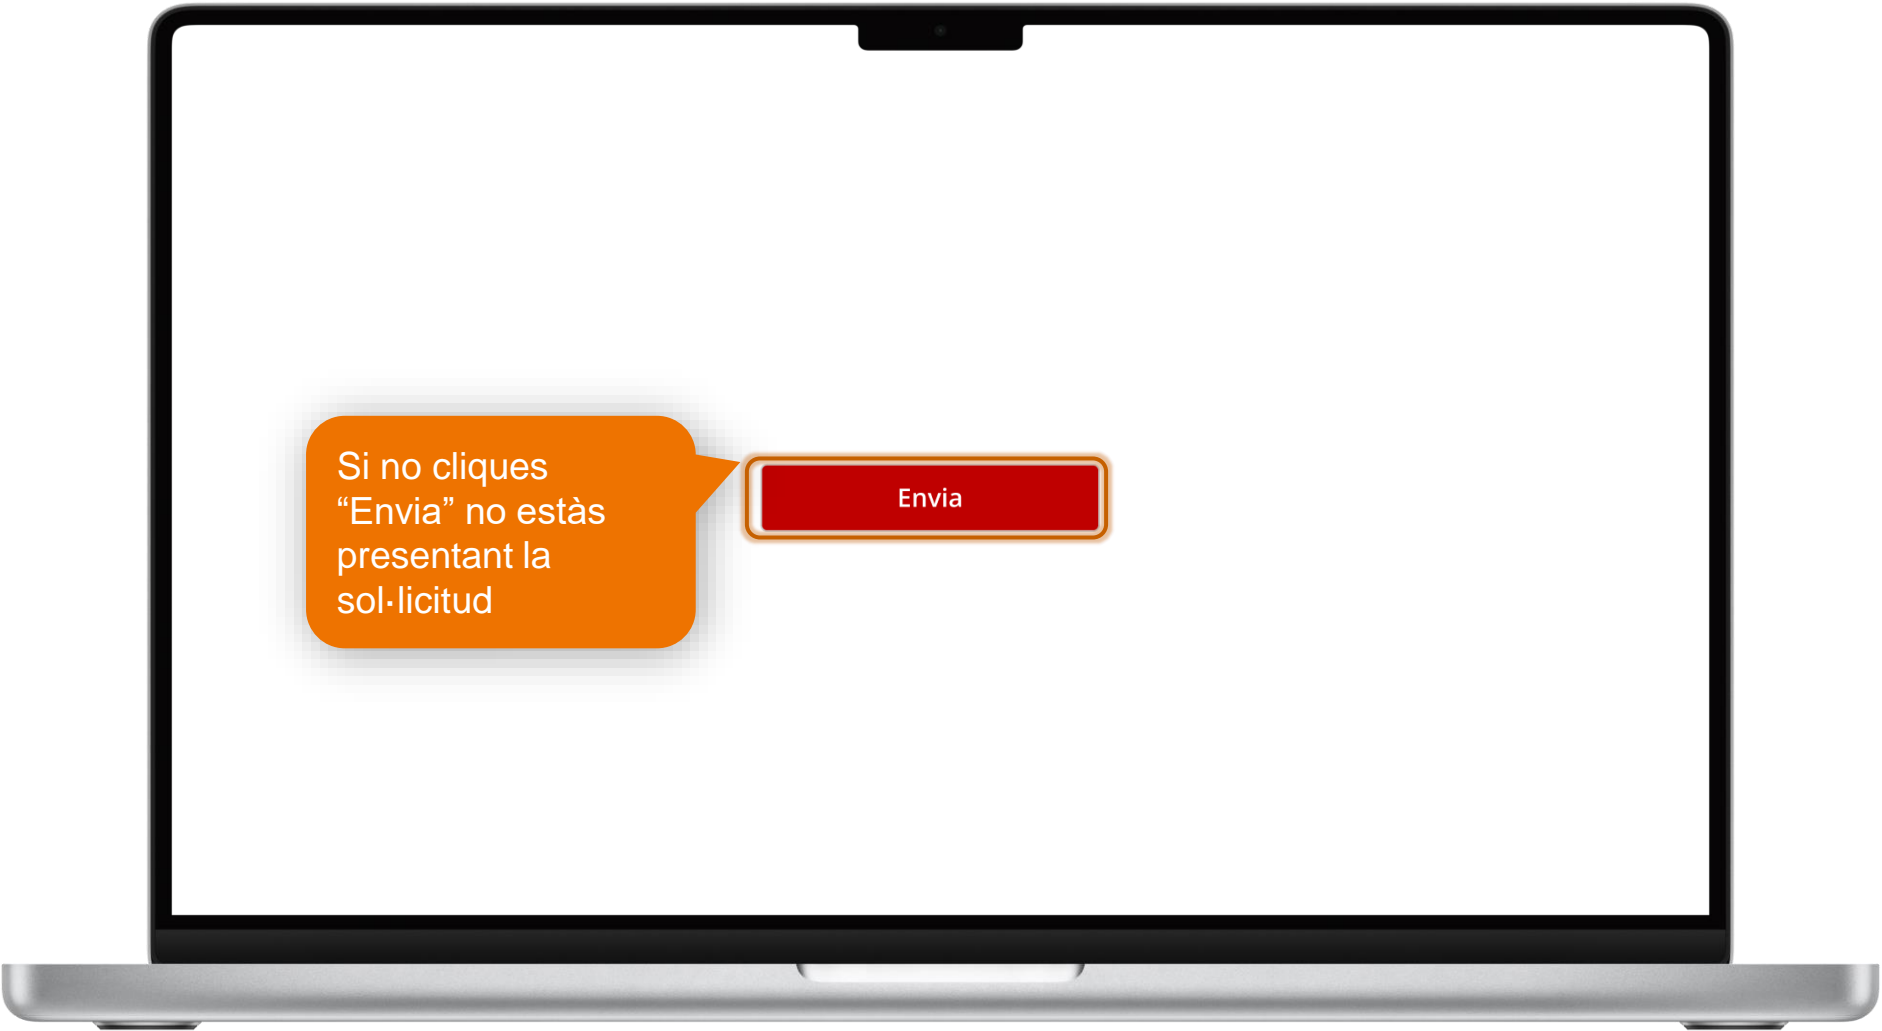 Si no cliques
“Envia” no estàs
presentant la
sol·licitud
Envia